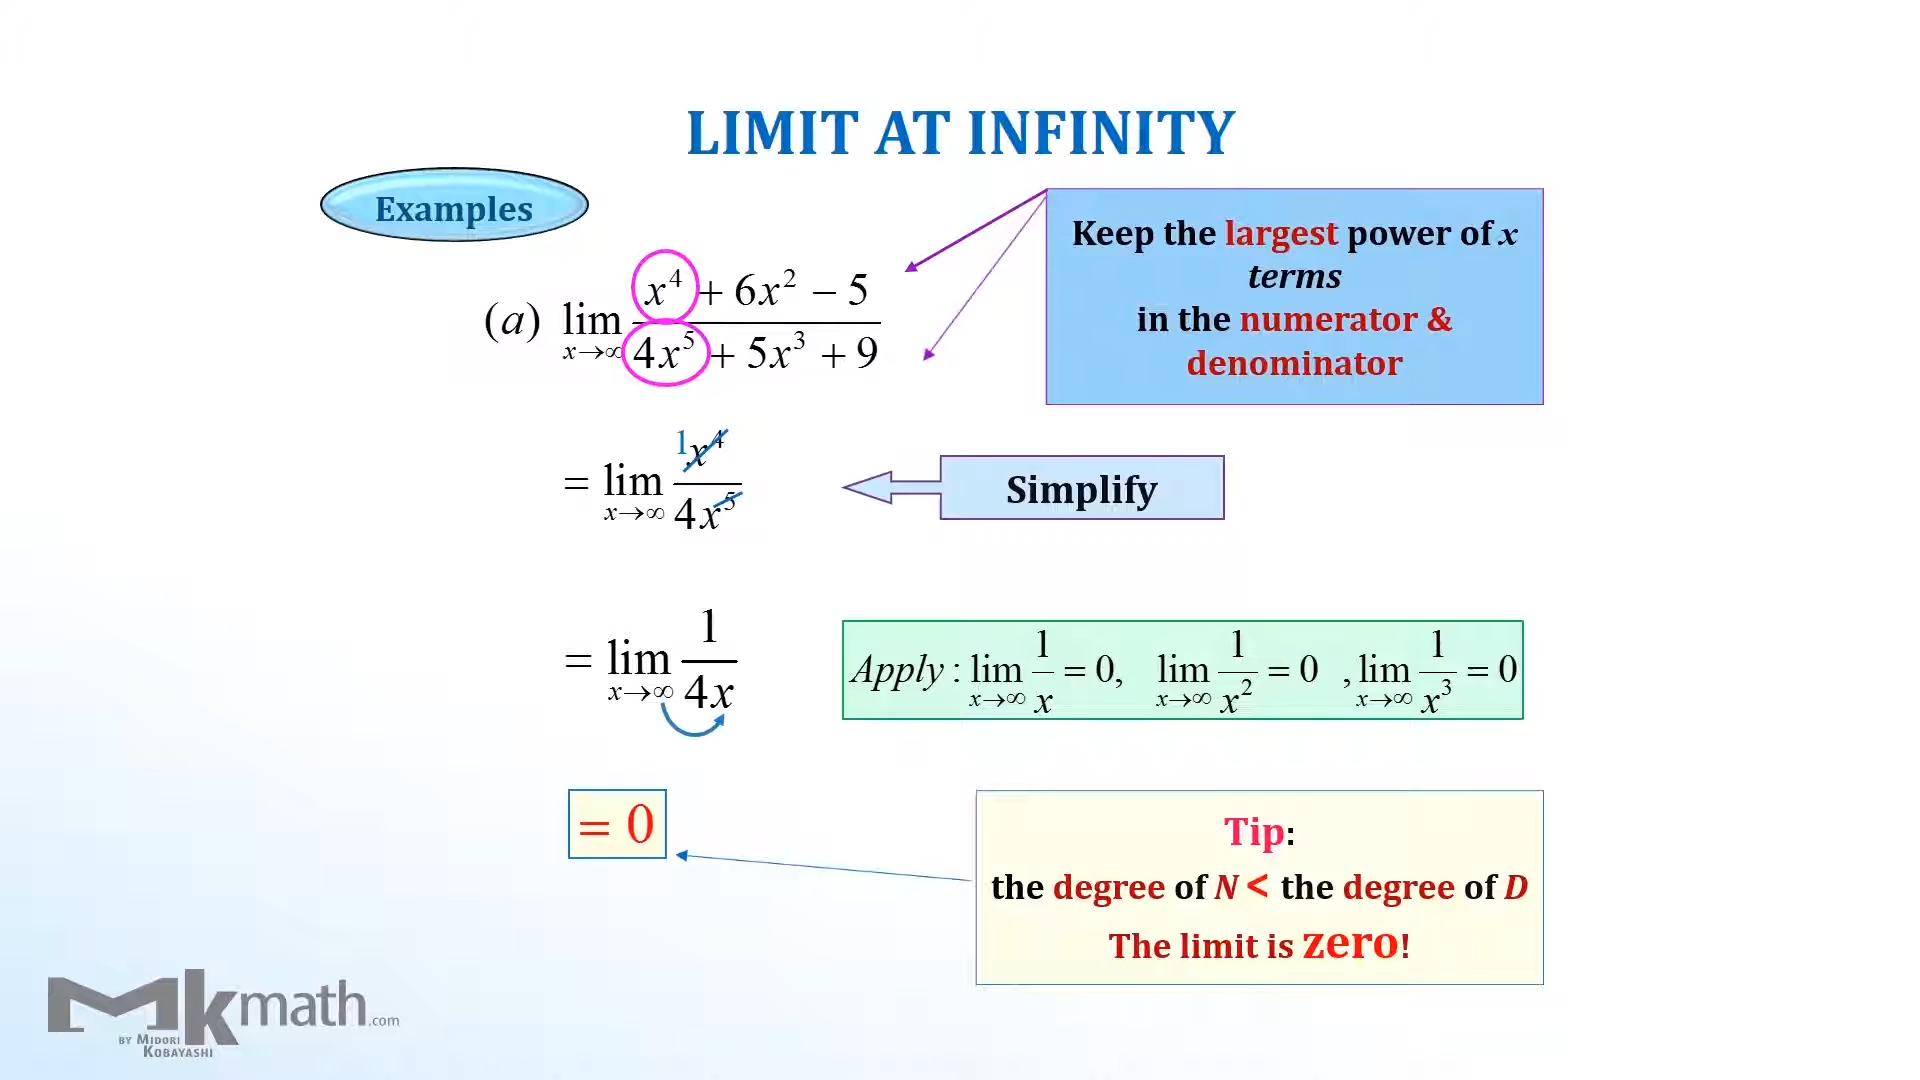 LIMIT AT INFINITY
Examples
Keep the largest power of x
terms
in the numerator &
denominator
(a) lim x→∞ (x⁴ + 6x² − 5) / (4x⁵ + 5x³ + 9)
= lim x→∞ 1x⁴ / 4x⁵
Simplify
= lim x→∞ 1 / 4x
Apply : lim x→∞ 1/x = 0, lim x→∞ 1/x² = 0 , lim x→∞ 1/x³ = 0
= 0
Tip:
the degree of N < the degree of D
The limit is zero!
Mkmath.com
BY MIDORI
KOBAYASHI